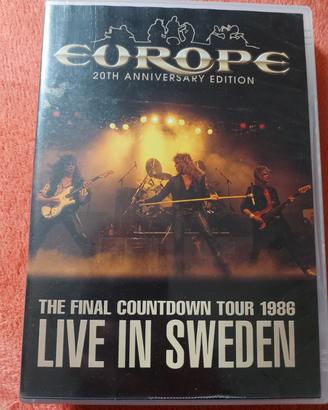 EUROPE
20TH ANNIVERSARY EDITION
THE FINAL COUNTDOWN TOUR 1986
LIVE IN SWEDEN